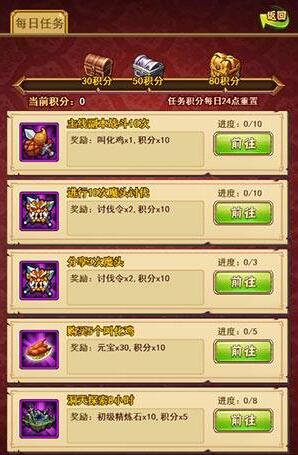 每日任务
返回
30积分 50积分 80积分
当前积分：0 任务积分每日24点重置
主线副本战斗10次 进度：0/10
奖励：叫化鸡x1,积分x10 前往
进行10次魔头讨伐 进度：0/10
奖励：讨伐令x2,积分x10 前往
分享3次魔头 进度：0/3
奖励：讨伐令x2,积分x10 前往
购买5个叫化鸡 进度：0/5
奖励：元宝x30,积分x10 前往
洞天探索8小时 进度：0/8
奖励：初级精炼石x10,积分x5 前往